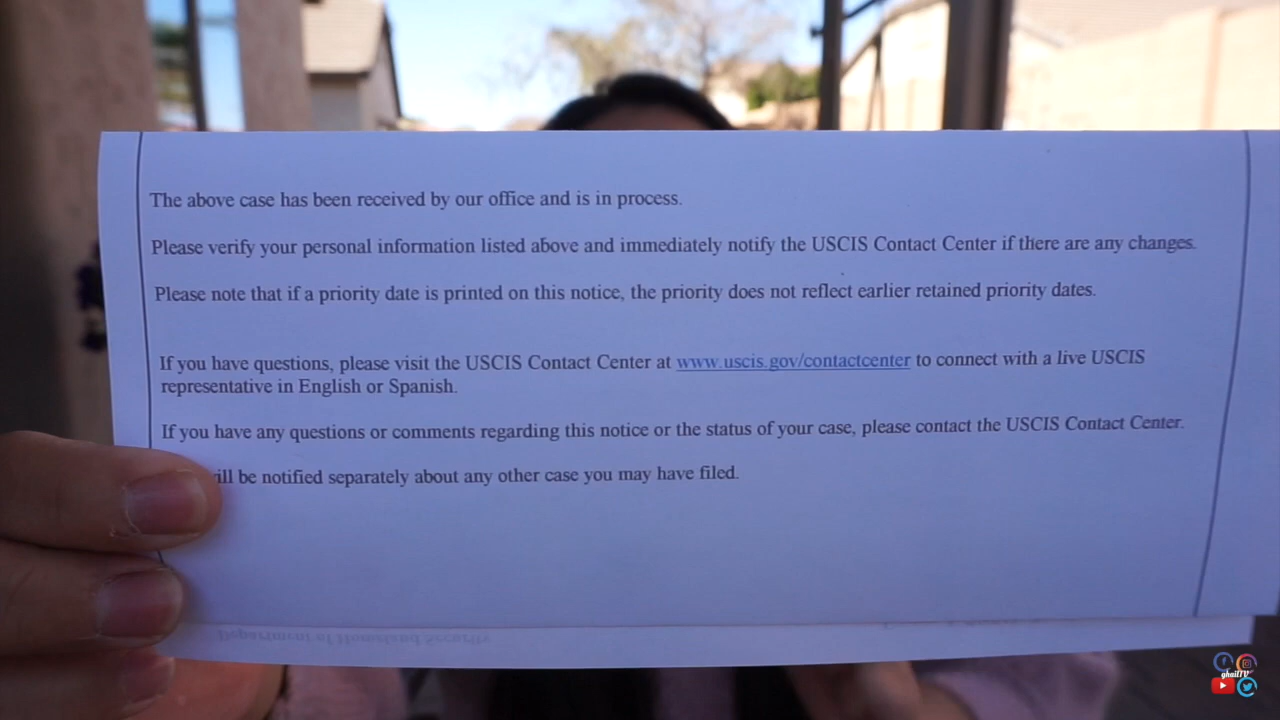 The above case has been received by our office and is in process.
Please verify your personal information listed above and immediately notify the USCIS Contact Center if there are any changes.
Please note that if a priority date is printed on this notice, the priority does not reflect earlier retained priority dates.
If you have questions, please visit the USCIS Contact Center at www.uscis.gov/contactcenter to connect with a live USCIS
representative in English or Spanish.
If you have any questions or comments regarding this notice or the status of your case, please contact the USCIS Contact Center.
ill be notified separately about any other case you may have filed.
Department of Homeland Security
ghailTV